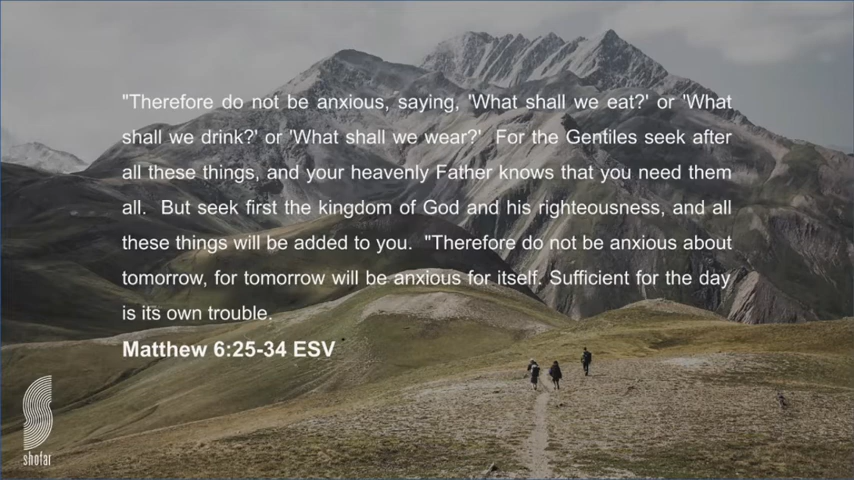 "Therefore do not be anxious, saying, 'What shall we eat?' or 'What
shall we drink?' or 'What shall we wear?'  For the Gentiles seek after
all these things, and your heavenly Father knows that you need them
all.  But seek first the kingdom of God and his righteousness, and all
these things will be added to you.  "Therefore do not be anxious about
tomorrow, for tomorrow will be anxious for itself. Sufficient for the day
is its own trouble.
Matthew 6:25-34 ESV
shofar